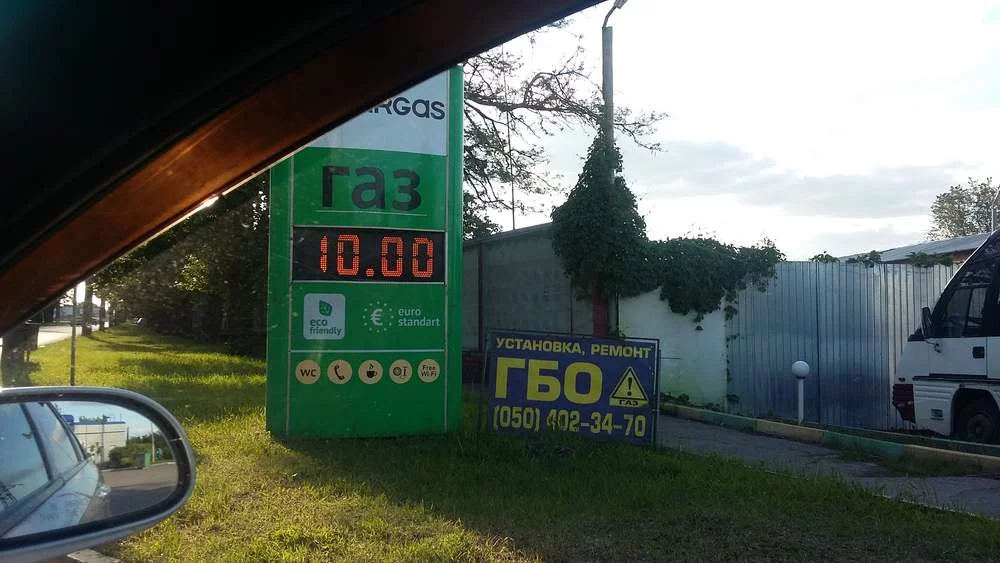 ERGAS
газ
10.00
eco
friendly
€ euro
standart
WC
Free
Wi-Fi
УСТАНОВКА, РЕМОНТ
ГБО
ГАЗ
(050) 402-34-70